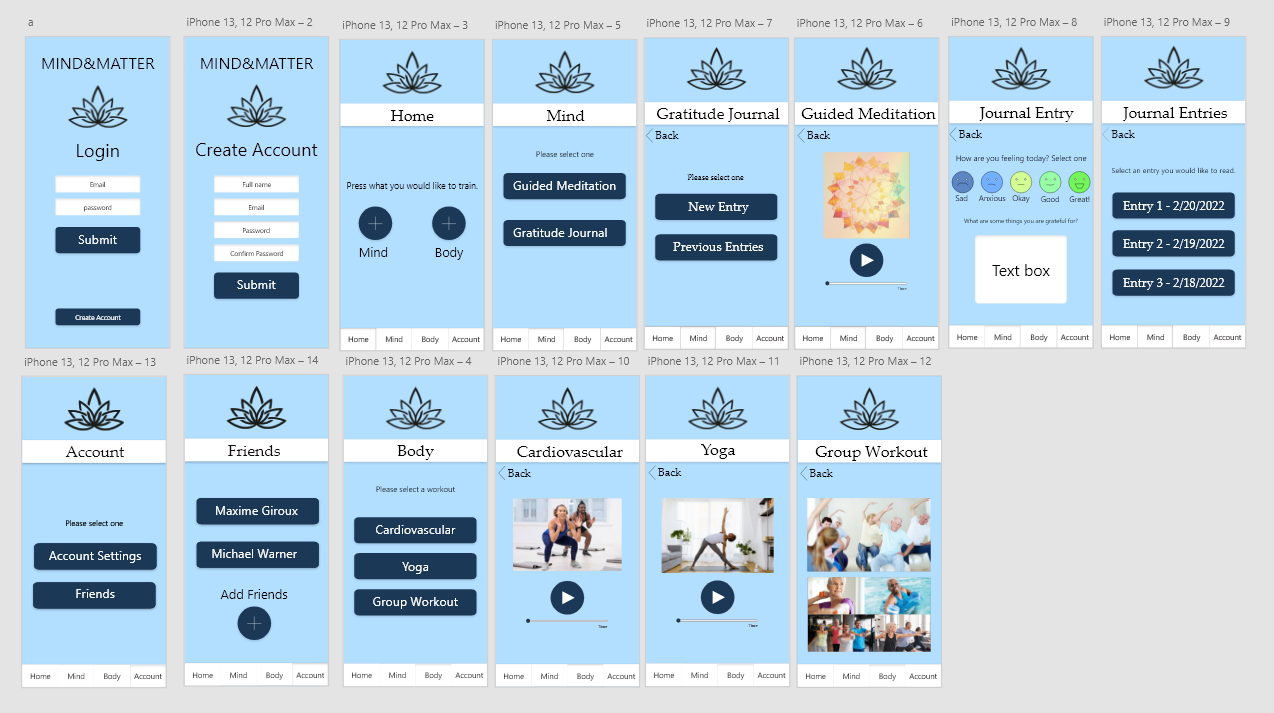 a
MIND&MATTER
Login
Email
password
Submit
Create Account
iPhone 13, 12 Pro Max – 2
MIND&MATTER
Create Account
Full name
Email
Password
Confirm Password
Submit
iPhone 13, 12 Pro Max – 3
Home
Press what you would like to train.
Mind Body
Home Mind Body Account
iPhone 13, 12 Pro Max – 5
Mind
Please select one
Guided Meditation
Gratitude Journal
Home Mind Body Account
iPhone 13, 12 Pro Max – 7
Gratitude Journal
Back
Please select one
New Entry
Previous Entries
Home Mind Body Account
iPhone 13, 12 Pro Max – 6
Guided Meditation
Back
Timer
Home Mind Body Account
iPhone 13, 12 Pro Max – 8
Journal Entry
Back
How are you feeling today? Select one
Sad Anxious Okay Good Great!
What are some things you are grateful for?
Text box
Home Mind Body Account
iPhone 13, 12 Pro Max – 9
Journal Entries
Back
Select an entry you would like to read.
Entry 1 - 2/20/2022
Entry 2 - 2/19/2022
Entry 3 - 2/18/2022
Home Mind Body Account
iPhone 13, 12 Pro Max – 13
Account
Please select one
Account Settings
Friends
Home Mind Body Account
iPhone 13, 12 Pro Max – 14
Friends
Maxime Giroux
Michael Warner
Add Friends
Home Mind Body Account
iPhone 13, 12 Pro Max – 4
Body
Please select a workout
Cardiovascular
Yoga
Group Workout
Home Mind Body Account
iPhone 13, 12 Pro Max – 10
Cardiovascular
Back
Timer
Home Mind Body Account
iPhone 13, 12 Pro Max – 11
Yoga
Back
Timer
Home Mind Body Account
iPhone 13, 12 Pro Max – 12
Group Workout
Back
Home Mind Body Account